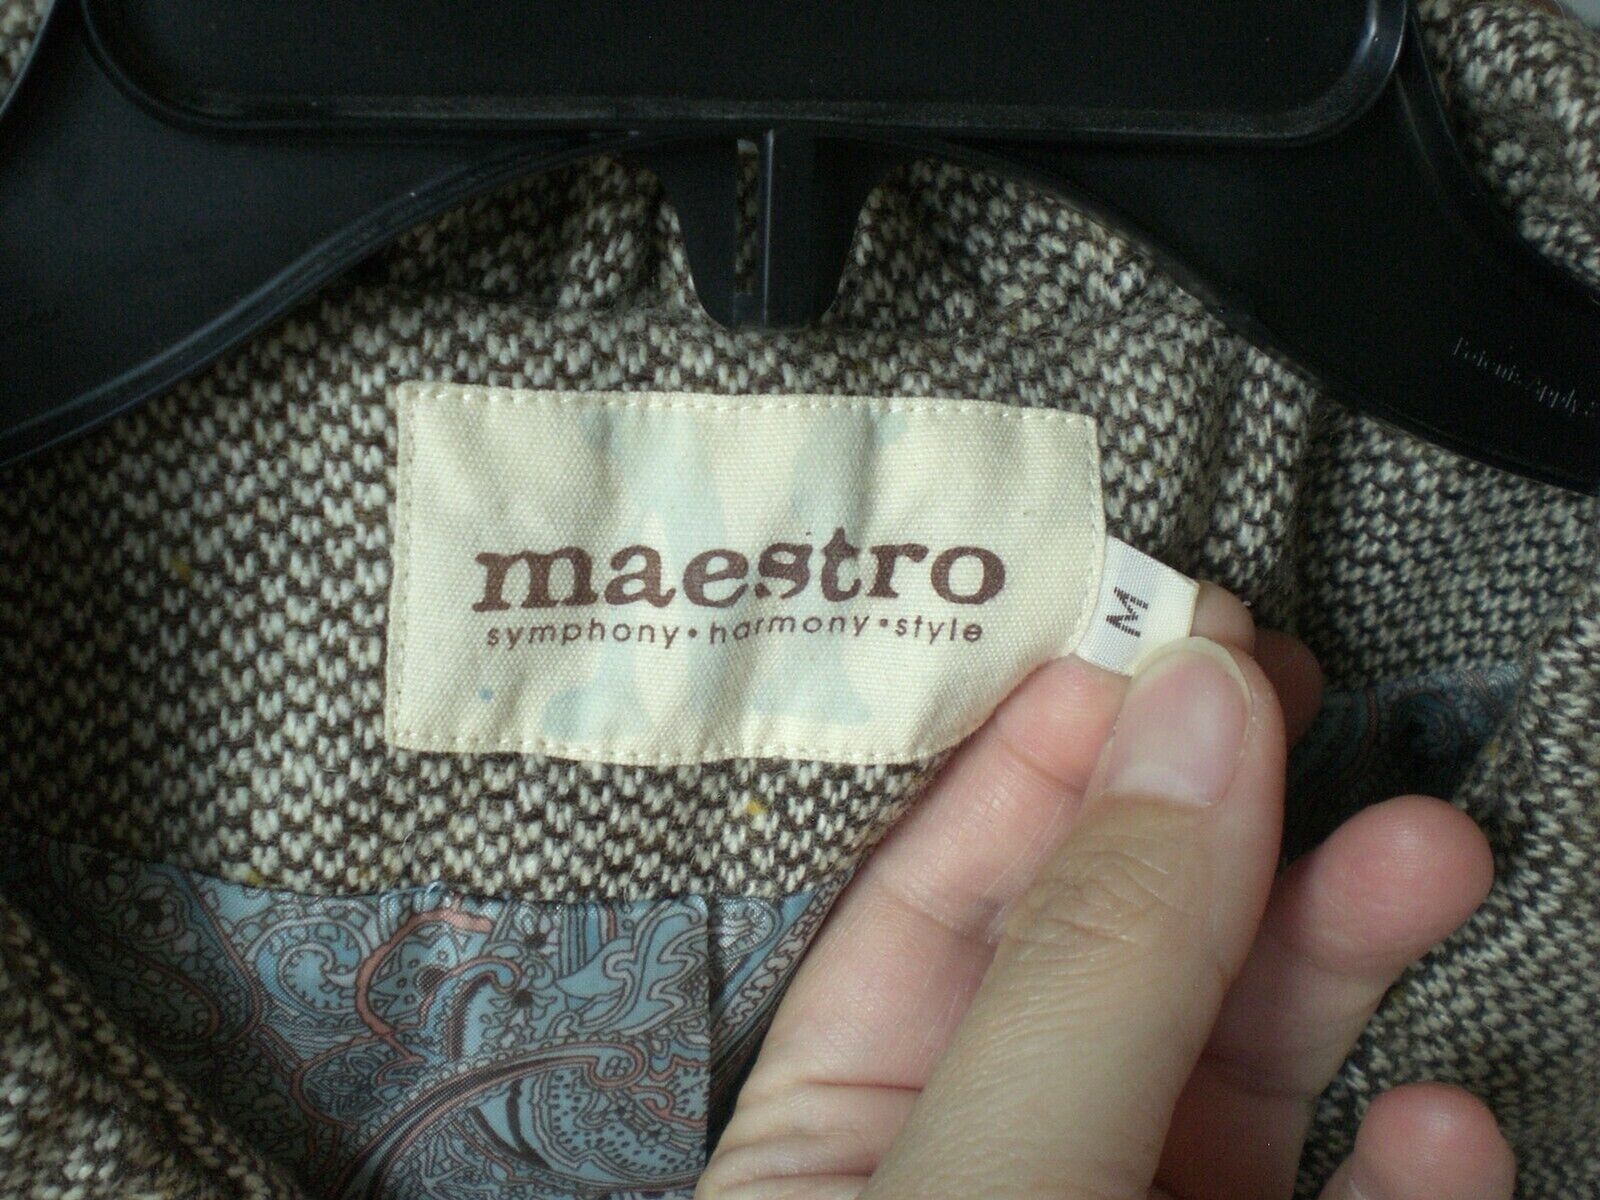 maestro
symphony • harmony • style
M